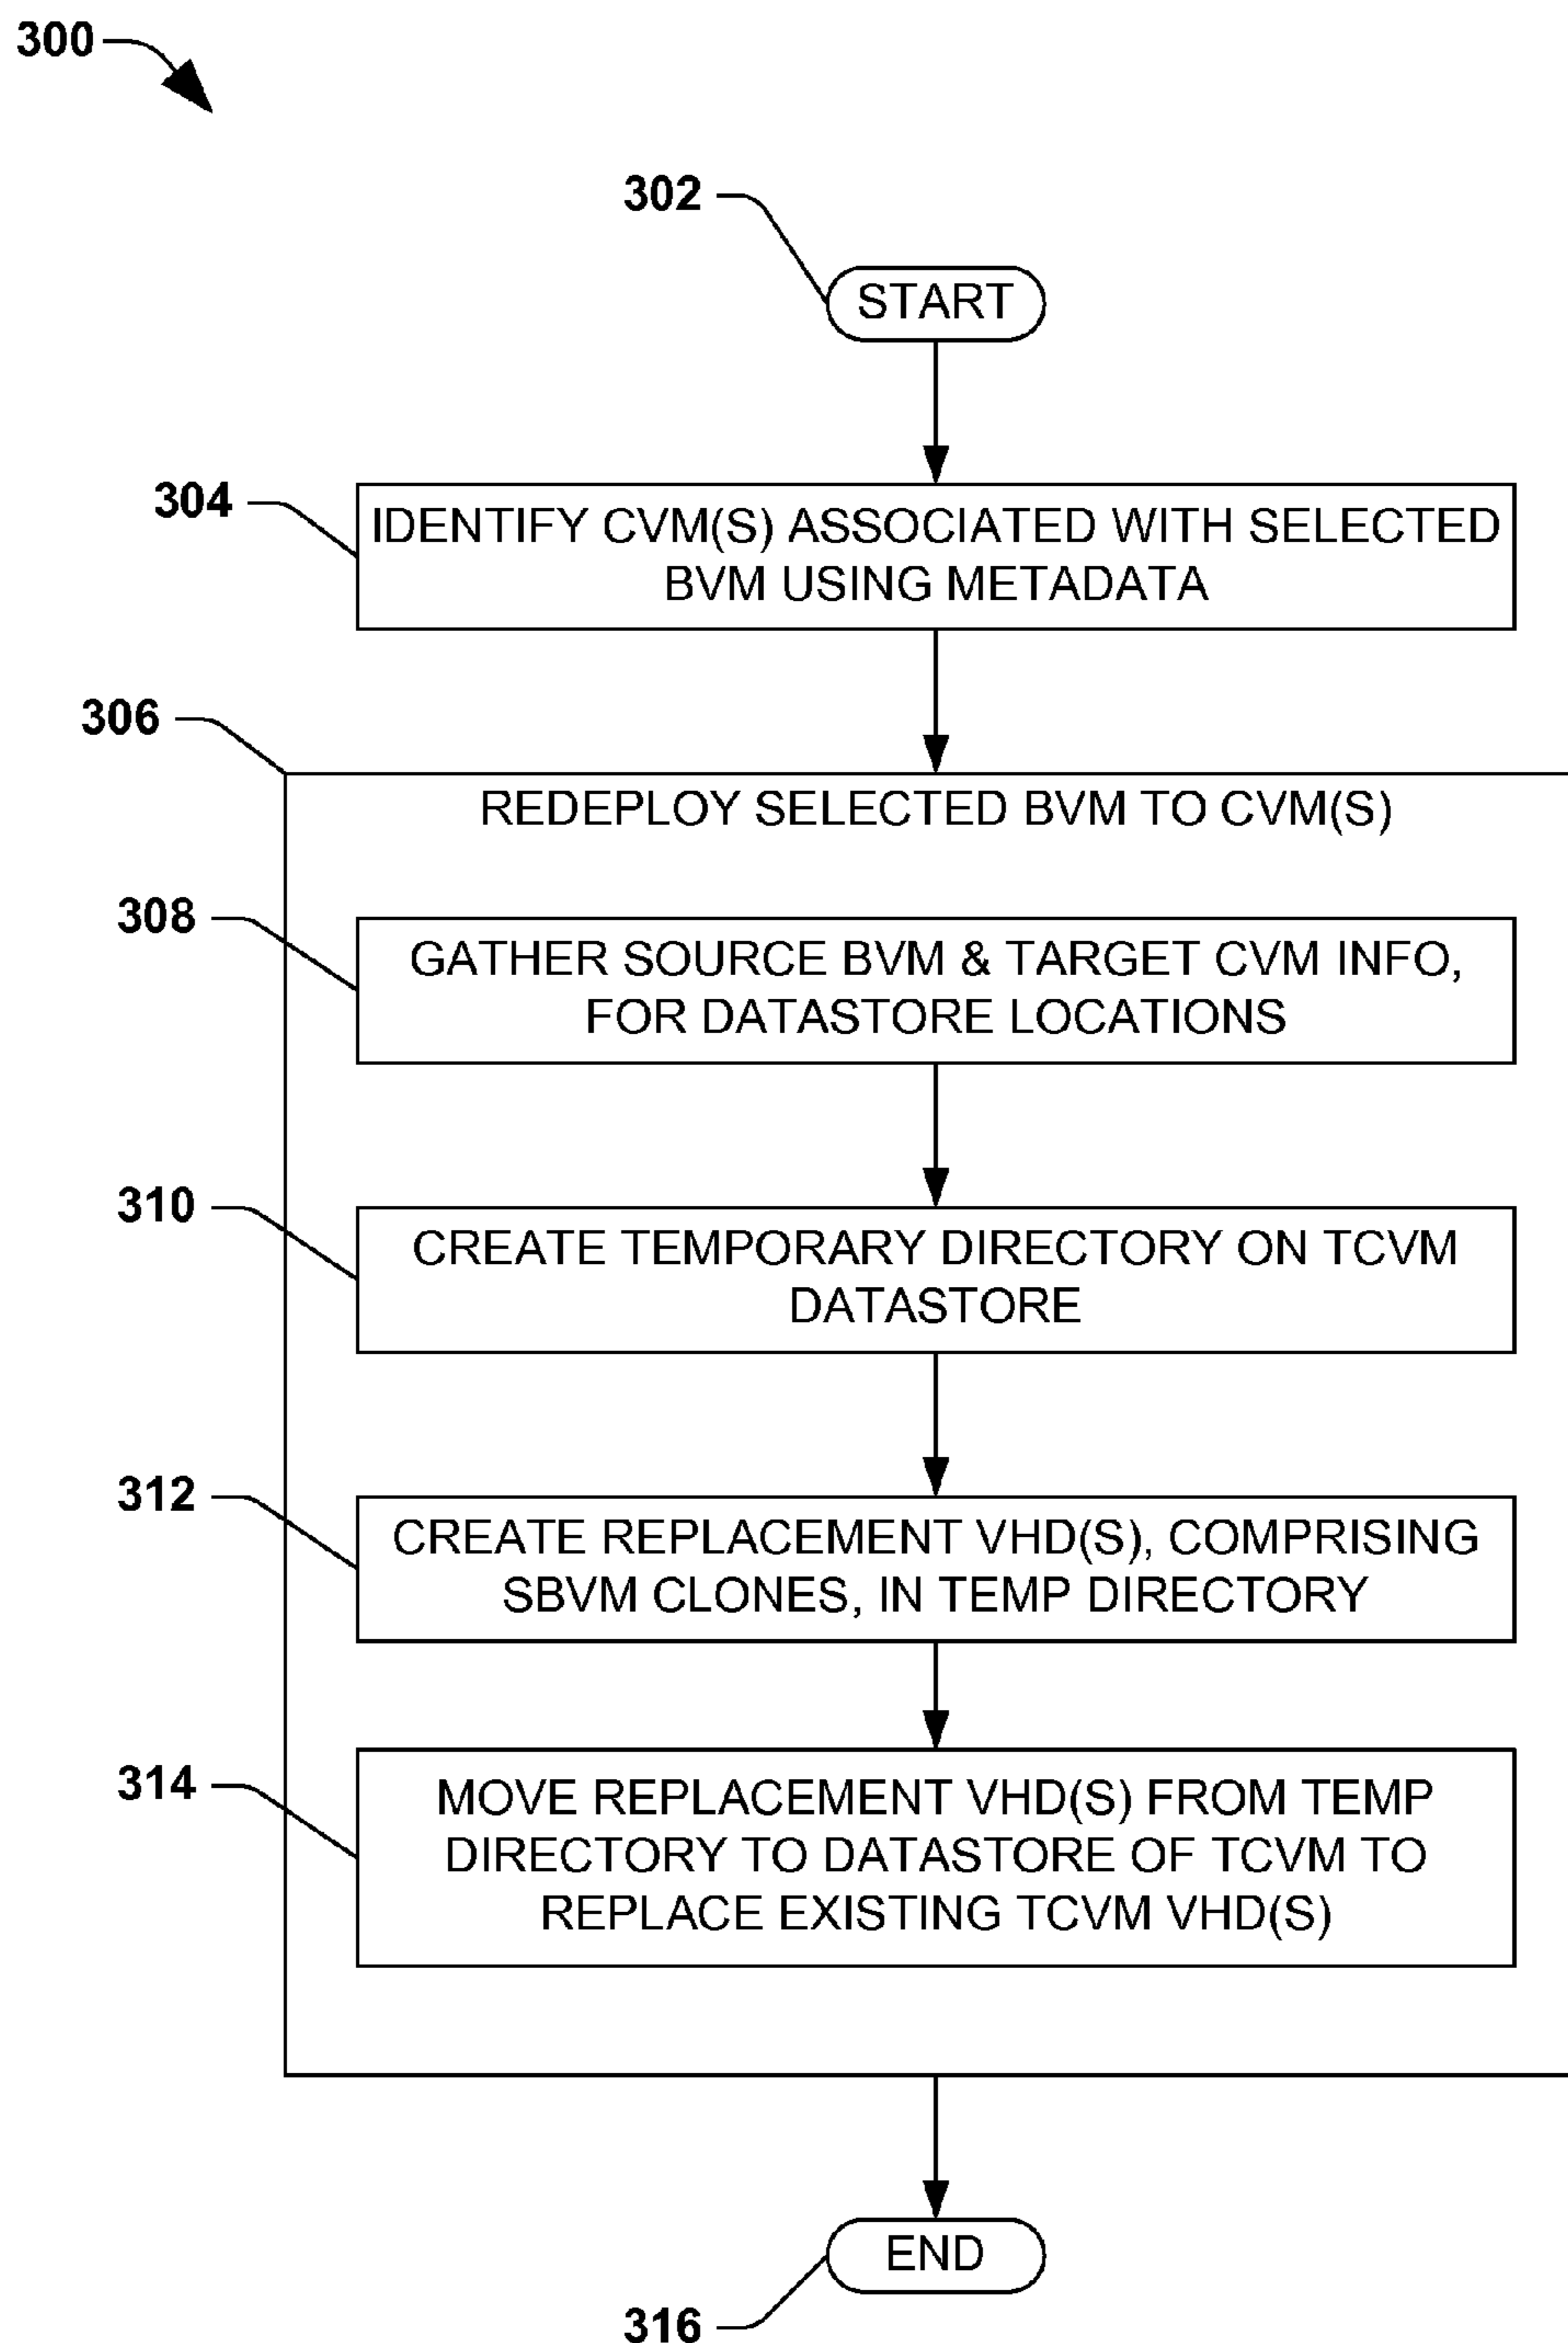 300
302
START
304
IDENTIFY CVM(S) ASSOCIATED WITH SELECTED
BVM USING METADATA
306
REDEPLOY SELECTED BVM TO CVM(S)
308
GATHER SOURCE BVM & TARGET CVM INFO,
FOR DATASTORE LOCATIONS
310
CREATE TEMPORARY DIRECTORY ON TCVM
DATASTORE
312
CREATE REPLACEMENT VHD(S), COMPRISING
SBVM CLONES, IN TEMP DIRECTORY
314
MOVE REPLACEMENT VHD(S) FROM TEMP
DIRECTORY TO DATASTORE OF TCVM TO
REPLACE EXISTING TCVM VHD(S)
END
316